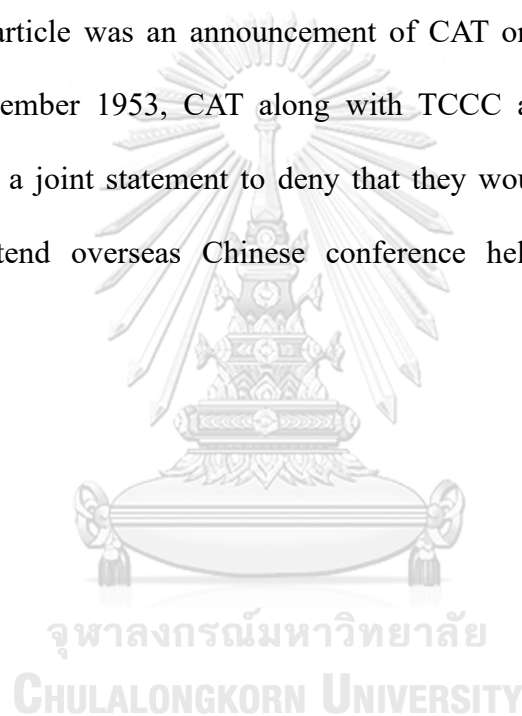 article was an announcement of CAT or
ember 1953, CAT along with TCCC a
a joint statement to deny that they wou
tend overseas Chinese conference hel
จุฬาลงกรณ์มหาวิทยาลัย
CHULALONGKORN UNIVERSITY